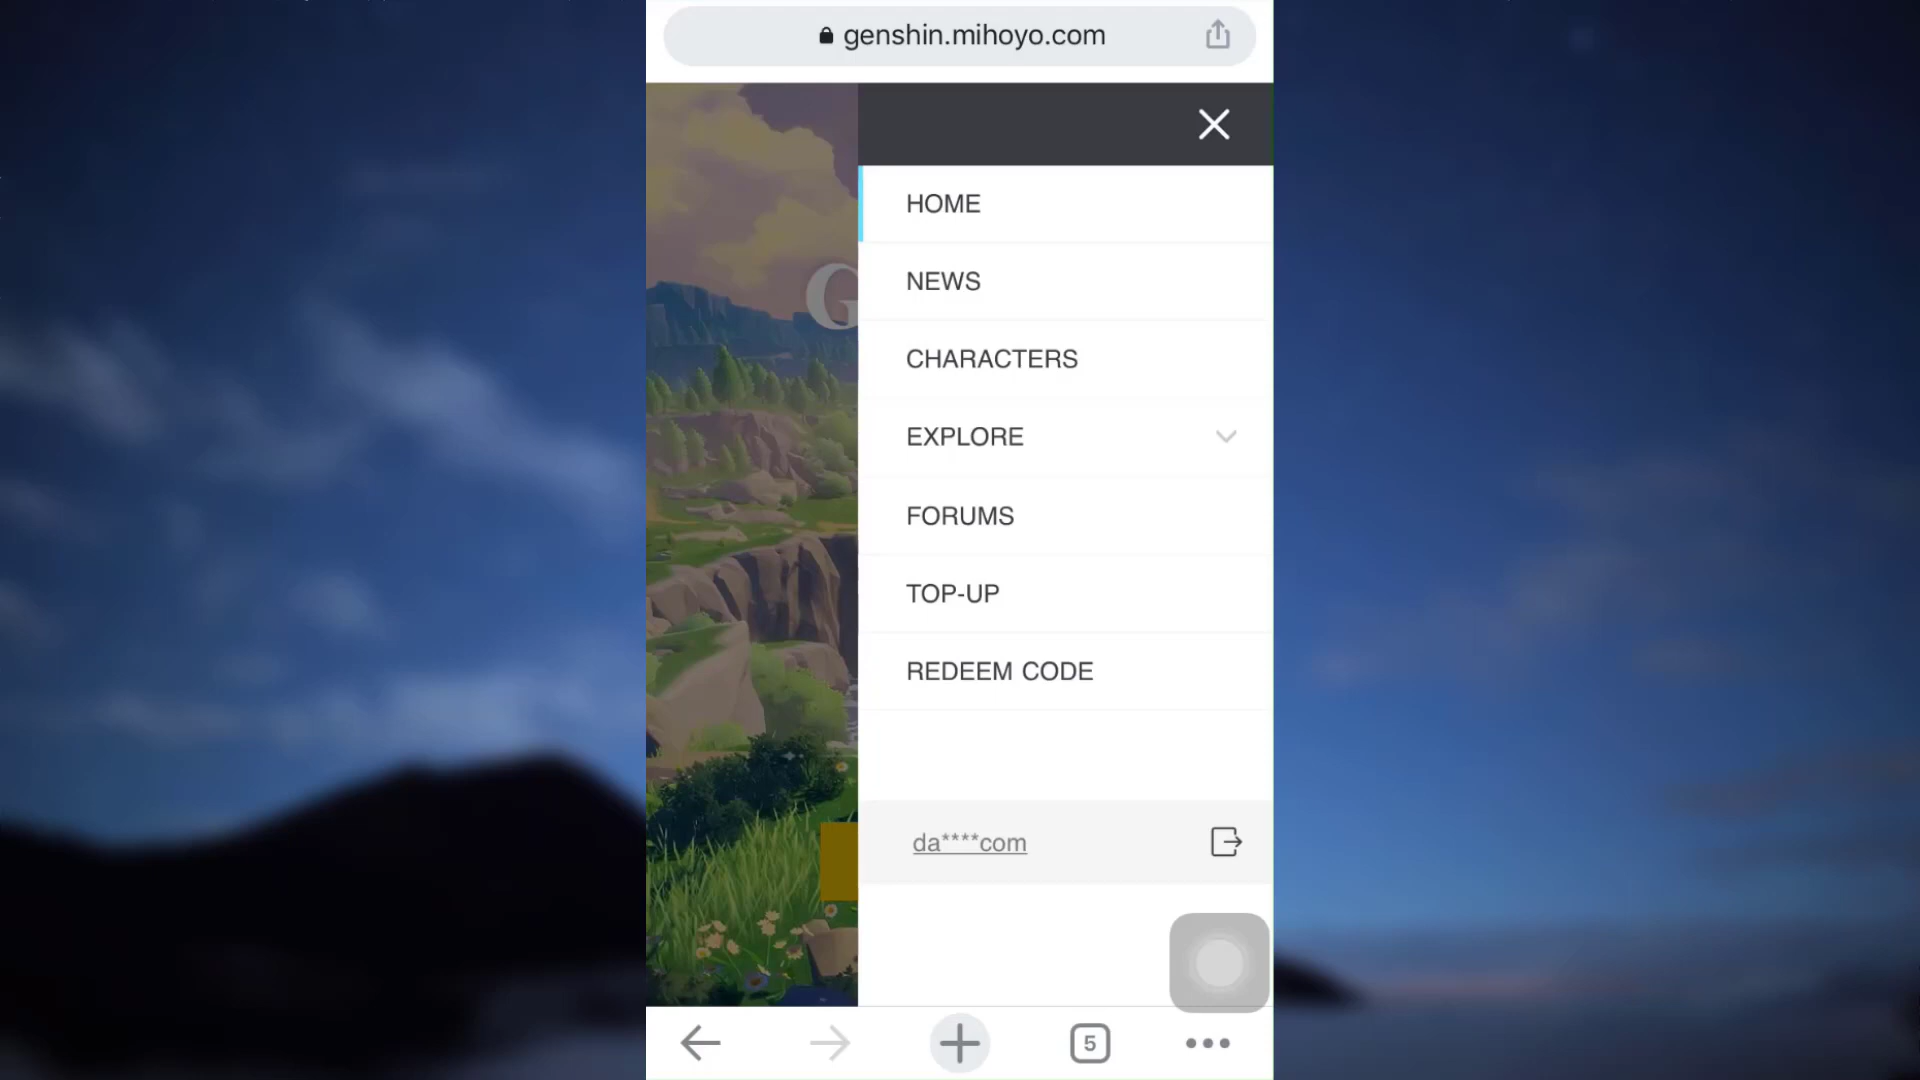 genshin.mihoyo.com
HOME
NEWS
CHARACTERS
EXPLORE
G
FORUMS
TOP-UP
REDEEM CODE
da****com
5